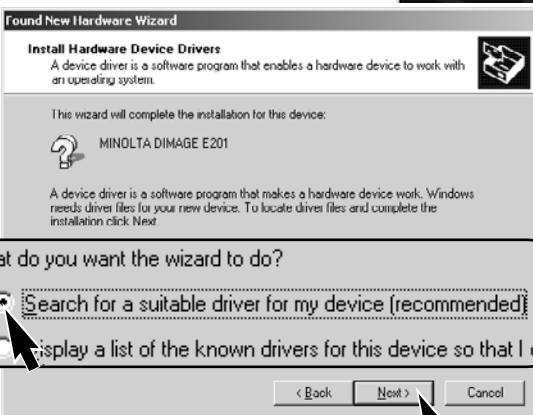 Found New Hardware Wizard
Install Hardware Device Drivers
A device driver is a software program that enables a hardware device to work with
an operating system.
This wizard will complete the installation for this device:
MINOLTA DIMAGE E201
A device driver is a software program that makes a hardware device work. Windows
needs driver files for your new device. To locate driver files and complete the
installation click Next.
at do you want the wizard to do?
Search for a suitable driver for my device (recommended)
isplay a list of the known drivers for this device so that I
< Back Next > Cancel